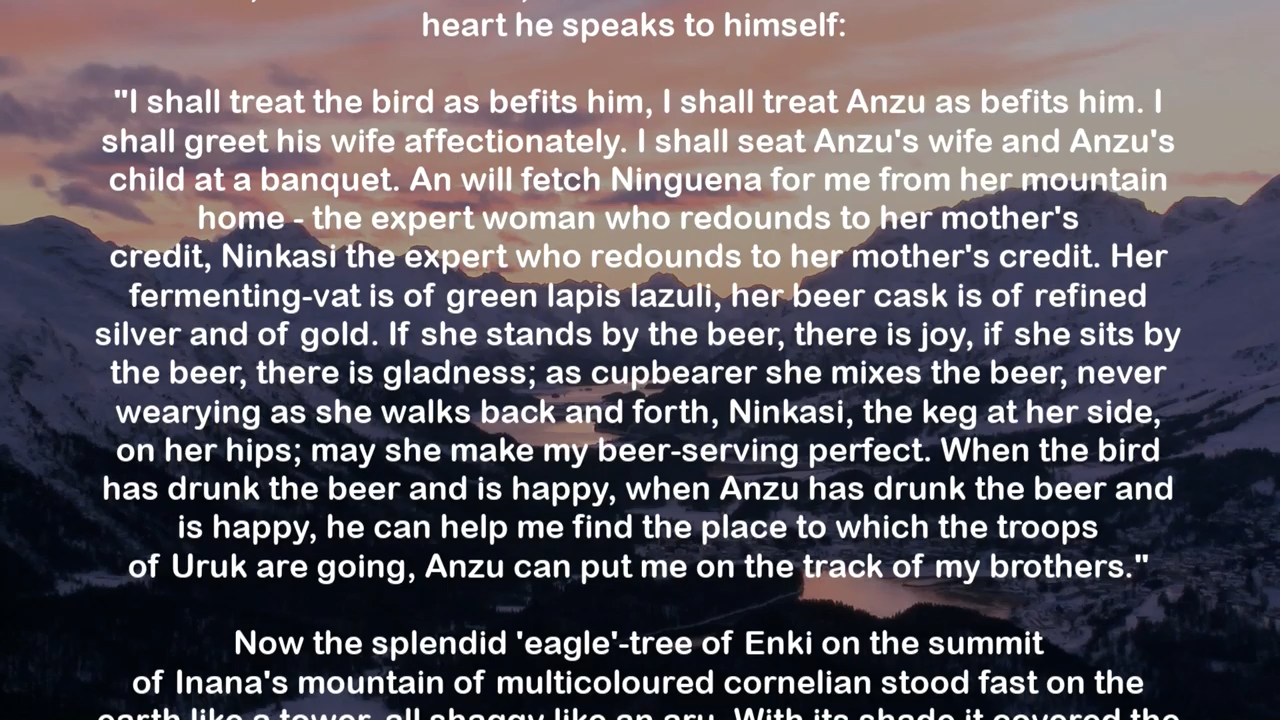 heart he speaks to himself:
"I shall treat the bird as befits him, I shall treat Anzu as befits him. I
shall greet his wife affectionately. I shall seat Anzu's wife and Anzu's
child at a banquet. An will fetch Ninguena for me from her mountain
home - the expert woman who redounds to her mother's
credit, Ninkasi the expert who redounds to her mother's credit. Her
fermenting-vat is of green lapis lazuli, her beer cask is of refined
silver and of gold. If she stands by the beer, there is joy, if she sits by
the beer, there is gladness; as cupbearer she mixes the beer, never
wearying as she walks back and forth, Ninkasi, the keg at her side,
on her hips; may she make my beer-serving perfect. When the bird
has drunk the beer and is happy, when Anzu has drunk the beer and
is happy, he can help me find the place to which the troops
of Uruk are going, Anzu can put me on the track of my brothers."
Now the splendid 'eagle'-tree of Enki on the summit
of Inana's mountain of multicoloured cornelian stood fast on the
earth like a tower, all shaggy like an aru. With its shade it covered the